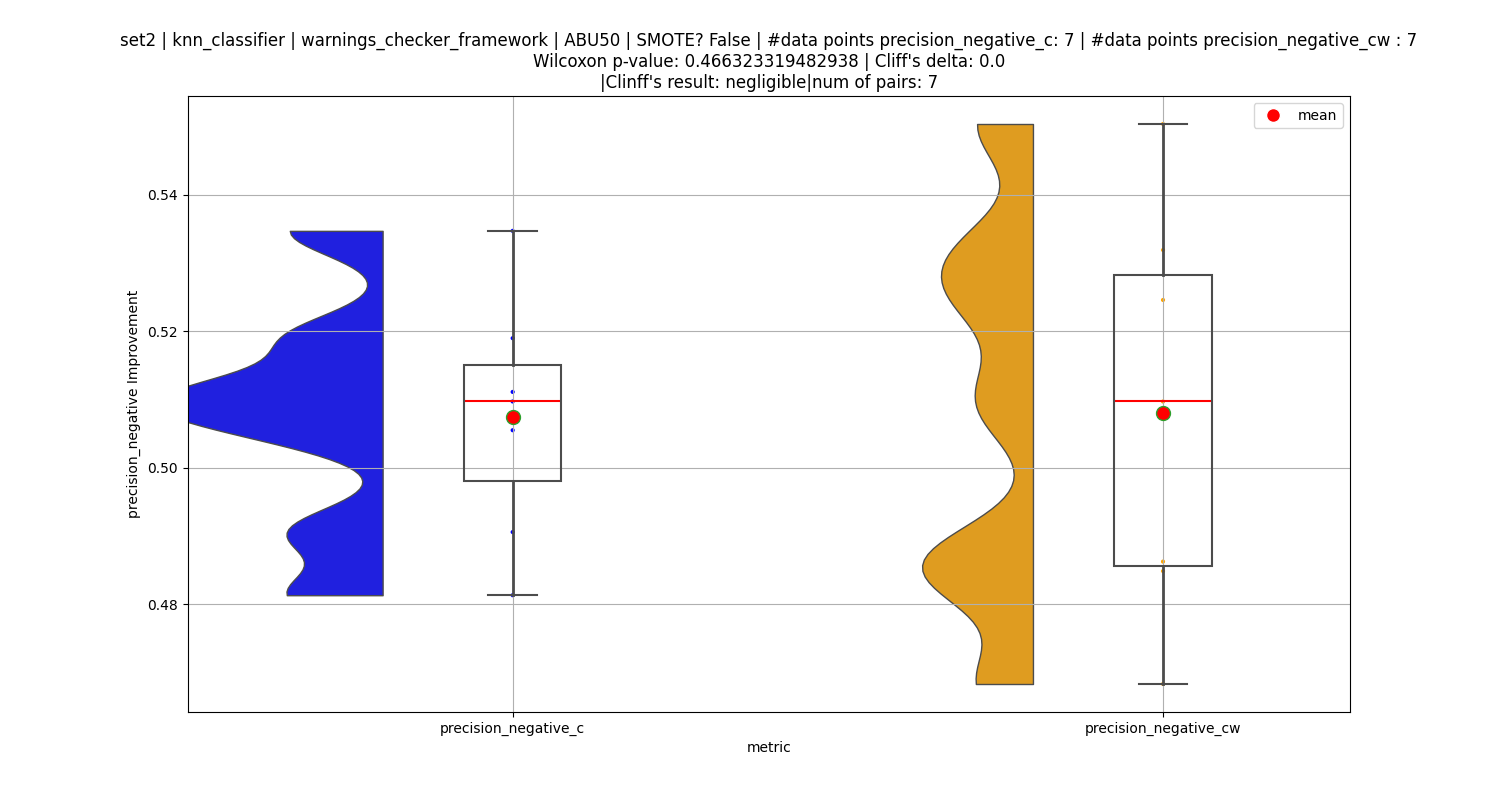 set2 | knn_classifier | warnings_checker_framework | ABU50 | SMOTE? False | #data points precision_negative_c: 7 | #data points precision_negative_cw : 7
Wilcoxon p-value: 0.466323319482938 | Cliff's delta: 0.0
|Clinff's result: negligible|num of pairs: 7
mean
0.54
0.52
0.50
0.48
precision_negative Improvement
precision_negative_c
precision_negative_cw
metric